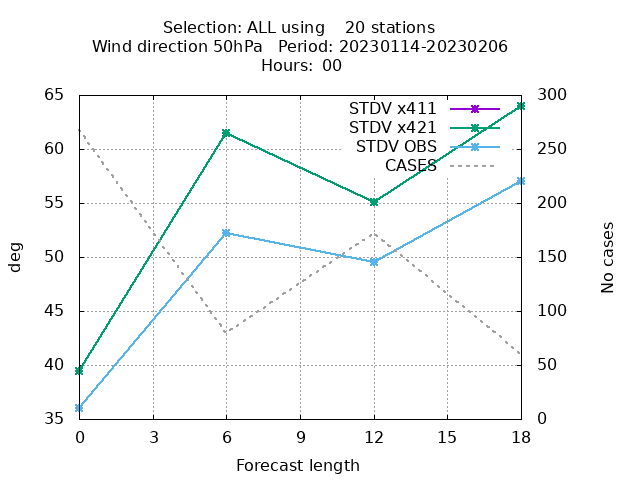 Selection: ALL using    20 stations
Wind direction 50hPa   Period: 20230114-20230206
Hours: 00
65 300
STDV x411
STDV x421
60 STDV OBS 250
CASES
55 200
50 150
45 100
40 50
35 0
0 3 6 9 12 15 18
deg
No cases
Forecast length